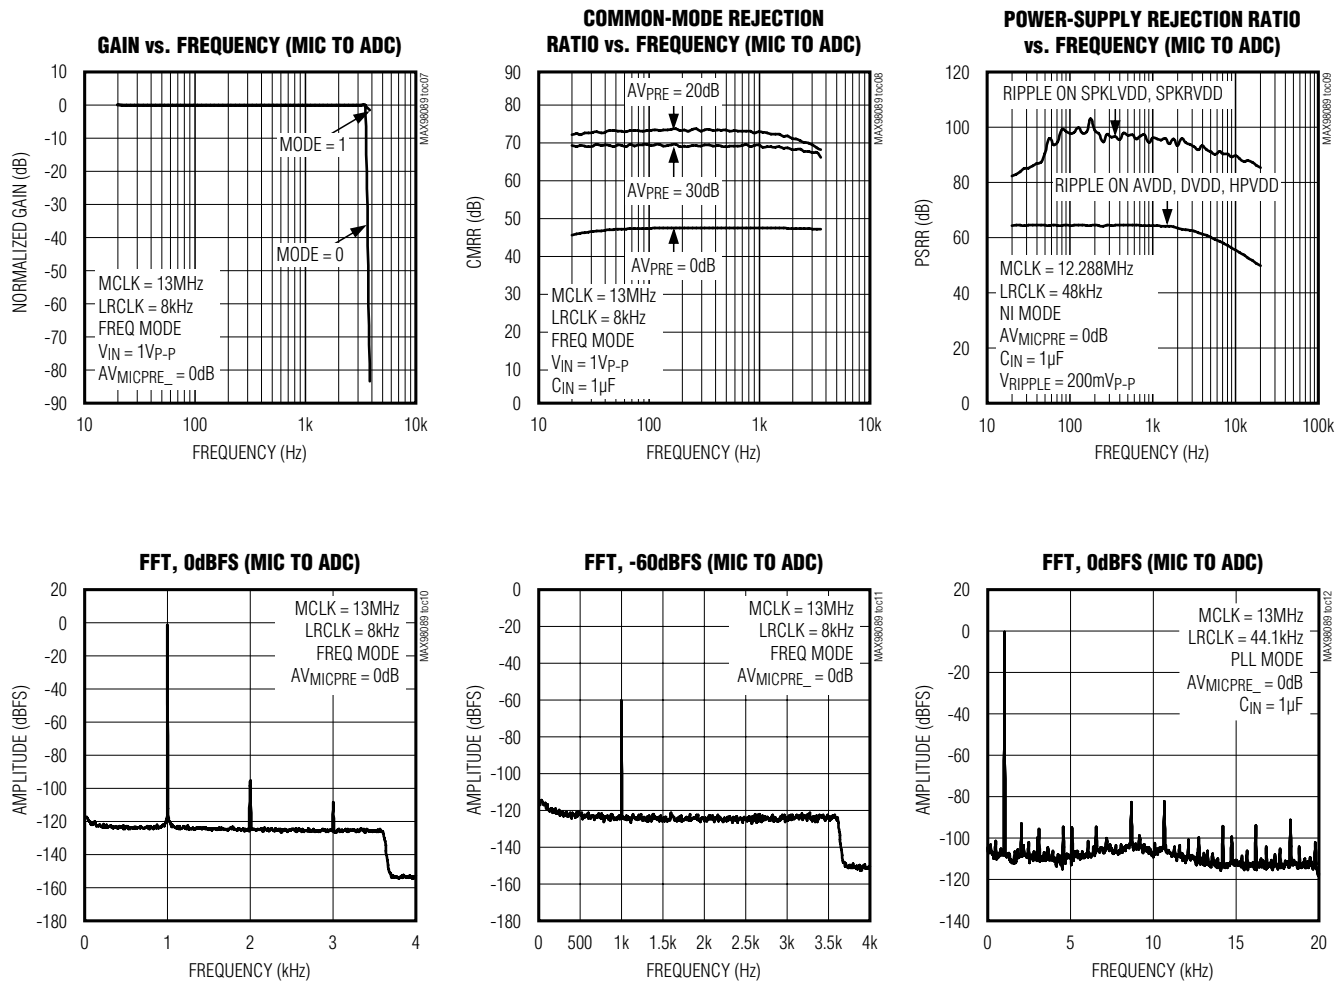 GAIN vs. FREQUENCY (MIC TO ADC)
10
0
-10
-20
-30
-40
-50
-60
-70
-80
-90
NORMALIZED GAIN (dB)
MODE = 1
MODE = 0
MCLK = 13MHz
LRCLK = 8kHz
FREQ MODE
VIN = 1VP-P
AVMICPRE_ = 0dB
10 100 1k 10k
FREQUENCY (Hz)
MAX98089 toc07
COMMON-MODE REJECTION
RATIO vs. FREQUENCY (MIC TO ADC)
90
80
70
60
50
40
30
20
10
0
CMRR (dB)
AVPRE = 20dB
AVPRE = 30dB
AVPRE = 0dB
MCLK = 13MHz
LRCLK = 8kHz
FREQ MODE
VIN = 1VP-P
CIN = 1µF
10 100 1k 10k
FREQUENCY (Hz)
MAX98089 toc08
POWER-SUPPLY REJECTION RATIO
vs. FREQUENCY (MIC TO ADC)
120
100
80
60
40
20
0
PSRR (dB)
RIPPLE ON SPKLVDD, SPKRVDD
RIPPLE ON AVDD, DVDD, HPVDD
MCLK = 12.288MHz
LRCLK = 48kHz
NI MODE
AVMICPRE = 0dB
CIN = 1µF
VRIPPLE = 200mVP-P
10 100 1k 10k 100k
FREQUENCY (Hz)
MAX98089 toc09
FFT, 0dBFS (MIC TO ADC)
20
0
-20
-40
-60
-80
-100
-120
-140
-160
-180
AMPLITUDE (dBFS)
MCLK = 13MHz
LRCLK = 8kHz
FREQ MODE
AVMICPRE = 0dB
0 1 2 3 4
FREQUENCY (kHz)
MAX98089 toc10
FFT, -60dBFS (MIC TO ADC)
0
-20
-40
-60
-80
-100
-120
-140
-160
-180
AMPLITUDE (dBFS)
MCLK = 13MHz
LRCLK = 8kHz
FREQ MODE
AVMICPRE_ = 0dB
0 500 1k 1.5k 2k 2.5k 3k 3.5k 4k
FREQUENCY (Hz)
MAX98089 toc11
FFT, 0dBFS (MIC TO ADC)
20
0
-20
-40
-60
-80
-100
-120
-140
AMPLITUDE (dBFS)
MCLK = 13MHz
LRCLK = 44.1kHz
PLL MODE
AVMICPRE_ = 0dB
CIN = 1µF
0 5 10 15 20
FREQUENCY (kHz)
MAX98089 toc12